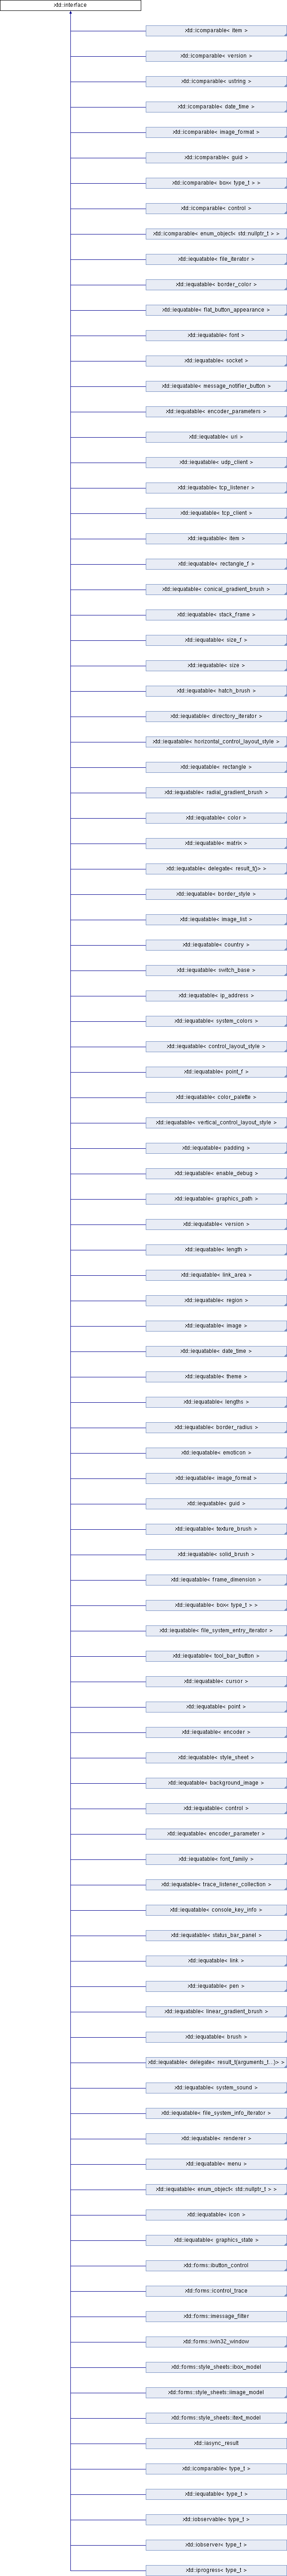 xtd::interface
xtd::icomparable< item >
xtd::icomparable< version >
xtd::icomparable< ustring >
xtd::icomparable< date_time >
xtd::icomparable< image_format >
xtd::icomparable< guid >
xtd::icomparable< box< type_t > >
xtd::icomparable< control >
xtd::icomparable< enum_object< std::nullptr_t > >
xtd::iequatable< file_iterator >
xtd::iequatable< border_color >
xtd::iequatable< flat_button_appearance >
xtd::iequatable< font >
xtd::iequatable< socket >
xtd::iequatable< message_notifier_button >
xtd::iequatable< encoder_parameters >
xtd::iequatable< uri >
xtd::iequatable< udp_client >
xtd::iequatable< tcp_listener >
xtd::iequatable< tcp_client >
xtd::iequatable< item >
xtd::iequatable< rectangle_f >
xtd::iequatable< conical_gradient_brush >
xtd::iequatable< stack_frame >
xtd::iequatable< size_f >
xtd::iequatable< size >
xtd::iequatable< hatch_brush >
xtd::iequatable< directory_iterator >
xtd::iequatable< horizontal_control_layout_style >
xtd::iequatable< rectangle >
xtd::iequatable< radial_gradient_brush >
xtd::iequatable< color >
xtd::iequatable< matrix >
xtd::iequatable< delegate< result_t()> >
xtd::iequatable< border_style >
xtd::iequatable< image_list >
xtd::iequatable< country >
xtd::iequatable< switch_base >
xtd::iequatable< ip_address >
xtd::iequatable< system_colors >
xtd::iequatable< control_layout_style >
xtd::iequatable< point_f >
xtd::iequatable< color_palette >
xtd::iequatable< vertical_control_layout_style >
xtd::iequatable< padding >
xtd::iequatable< enable_debug >
xtd::iequatable< graphics_path >
xtd::iequatable< version >
xtd::iequatable< length >
xtd::iequatable< link_area >
xtd::iequatable< region >
xtd::iequatable< image >
xtd::iequatable< date_time >
xtd::iequatable< theme >
xtd::iequatable< lengths >
xtd::iequatable< border_radius >
xtd::iequatable< emoticon >
xtd::iequatable< image_format >
xtd::iequatable< guid >
xtd::iequatable< texture_brush >
xtd::iequatable< solid_brush >
xtd::iequatable< frame_dimension >
xtd::iequatable< box< type_t > >
xtd::iequatable< file_system_entry_iterator >
xtd::iequatable< tool_bar_button >
xtd::iequatable< cursor >
xtd::iequatable< point >
xtd::iequatable< encoder >
xtd::iequatable< style_sheet >
xtd::iequatable< background_image >
xtd::iequatable< control >
xtd::iequatable< encoder_parameter >
xtd::iequatable< font_family >
xtd::iequatable< trace_listener_collection >
xtd::iequatable< console_key_info >
xtd::iequatable< status_bar_panel >
xtd::iequatable< link >
xtd::iequatable< pen >
xtd::iequatable< linear_gradient_brush >
xtd::iequatable< brush >
xtd::iequatable< delegate< result_t(arguments_t...)> >
xtd::iequatable< system_sound >
xtd::iequatable< file_system_info_iterator >
xtd::iequatable< renderer >
xtd::iequatable< menu >
xtd::iequatable< enum_object< std::nullptr_t > >
xtd::iequatable< icon >
xtd::iequatable< graphics_state >
xtd::forms::ibutton_control
xtd::forms::icontrol_trace
xtd::forms::imessage_filter
xtd::forms::iwin32_window
xtd::forms::style_sheets::ibox_model
xtd::forms::style_sheets::iimage_model
xtd::forms::style_sheets::itext_model
xtd::iasync_result
xtd::icomparable< type_t >
xtd::iequatable< type_t >
xtd::iobservable< type_t >
xtd::iobserver< type_t >
xtd::iprogress< type_t >